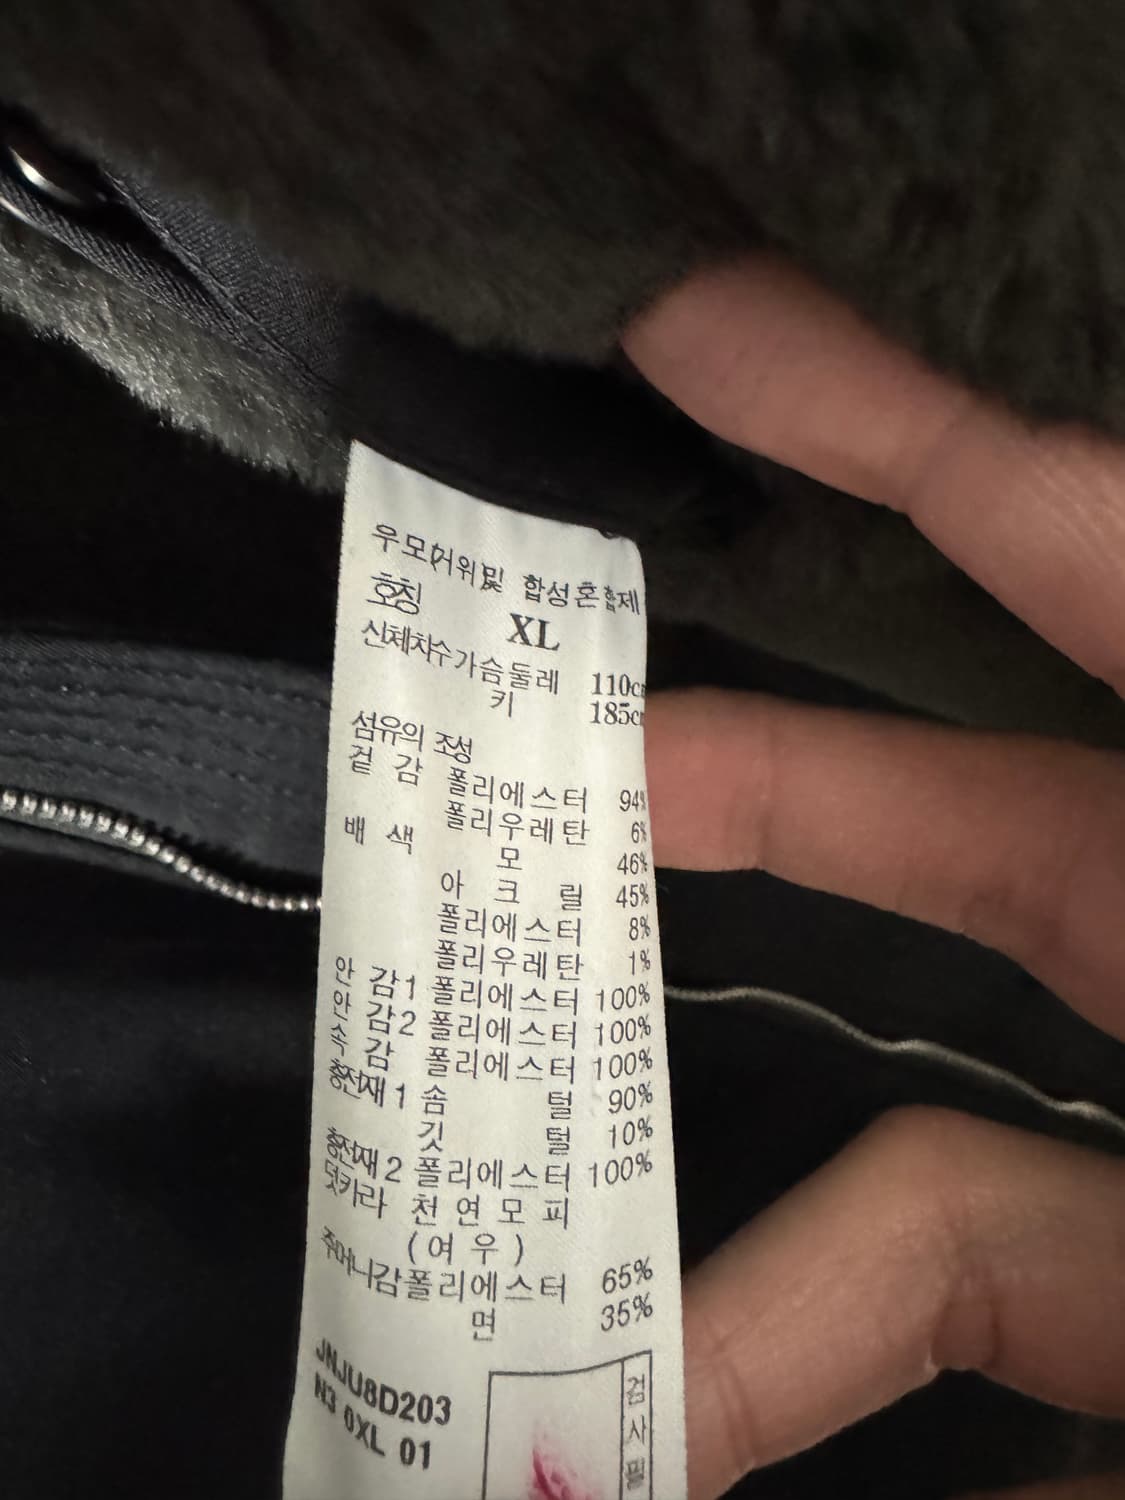 우모(거위및 합성혼합제
호칭 XL
신체치수 가슴둘레 110c
키 185c
섬유의 조성
겉 감 폴리에스터 94%
폴리우레탄 6%
배 색 모 46%
아 크 릴 45%
폴리에스터 8%
폴리우레탄 1%
안 감1 폴리에스터 100%
안 감2 폴리에스터 100%
속 감 폴리에스터 100%
충전재 1 솜 털 90%
깃 털 10%
충전재 2 폴리에스터 100%
덧카라 천 연 모 피
( 여 우 )
주머니감 폴리에스터 65%
면 35%
JNJU8D203
N3 0XL 01
검사필